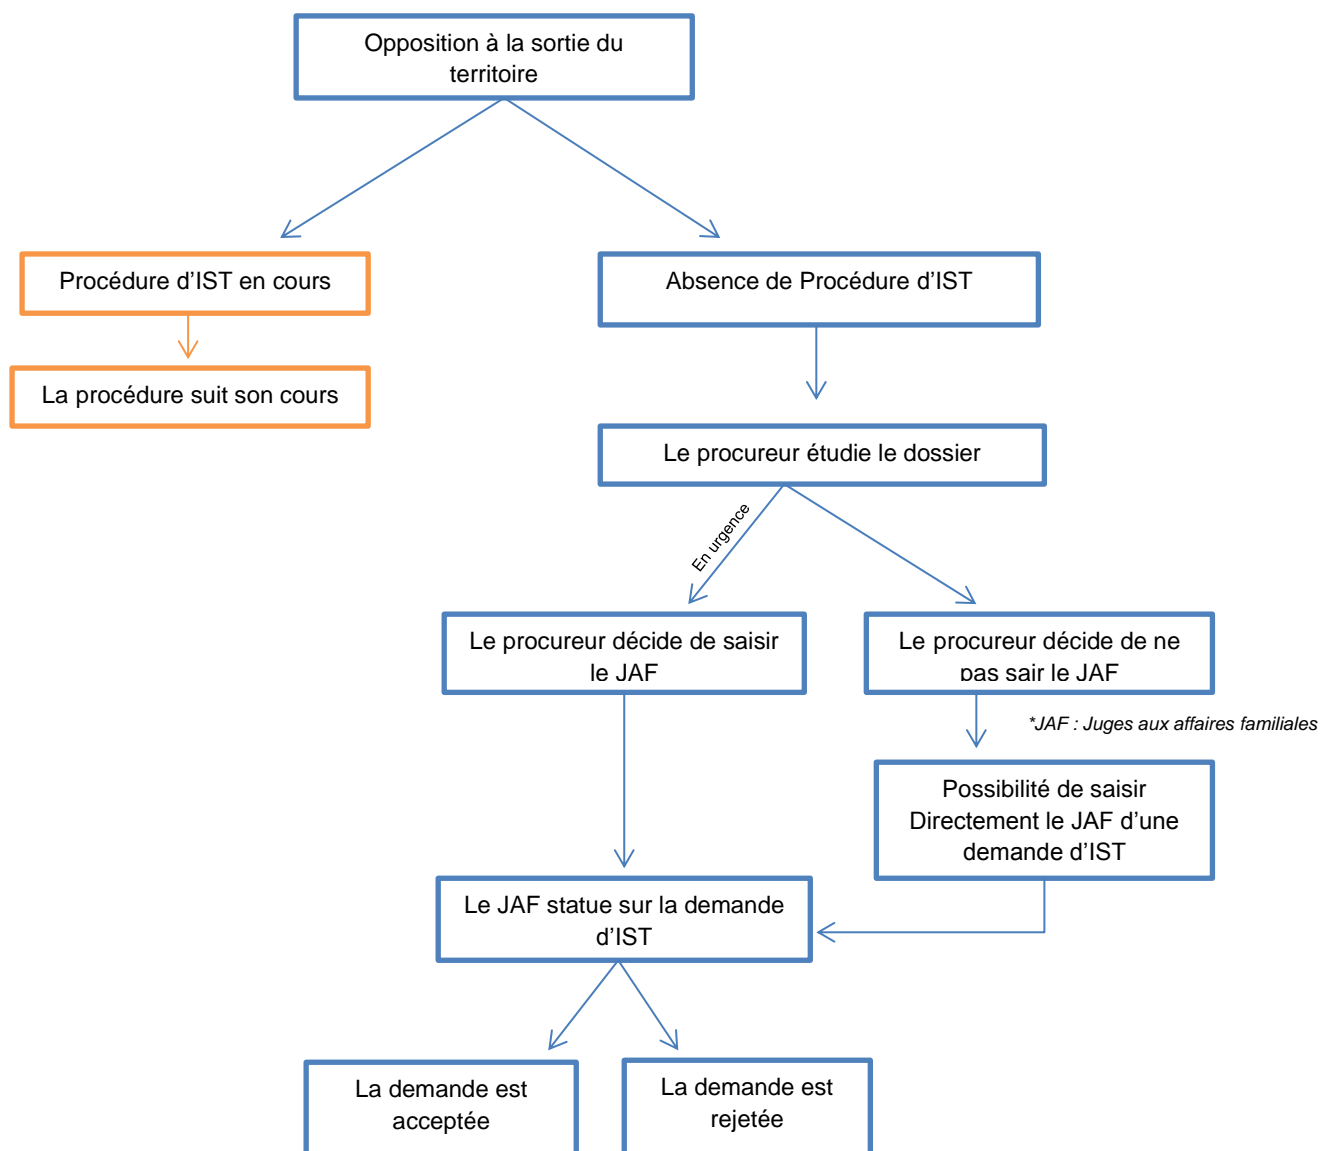 Opposition à la sortie du
territoire
Procédure d'IST en cours
Absence de Procédure d'IST
La procédure suit son cours
Le procureur étudie le dossier
En urgence
Le procureur décide de saisir
le JAF
Le procureur décide de ne
pas sair le JAF
*JAF : Juges aux affaires familiales
Possibilité de saisir
Directement le JAF d'une
demande d'IST
Le JAF statue sur la demande
d'IST
La demande est
acceptée
La demande est
rejetée